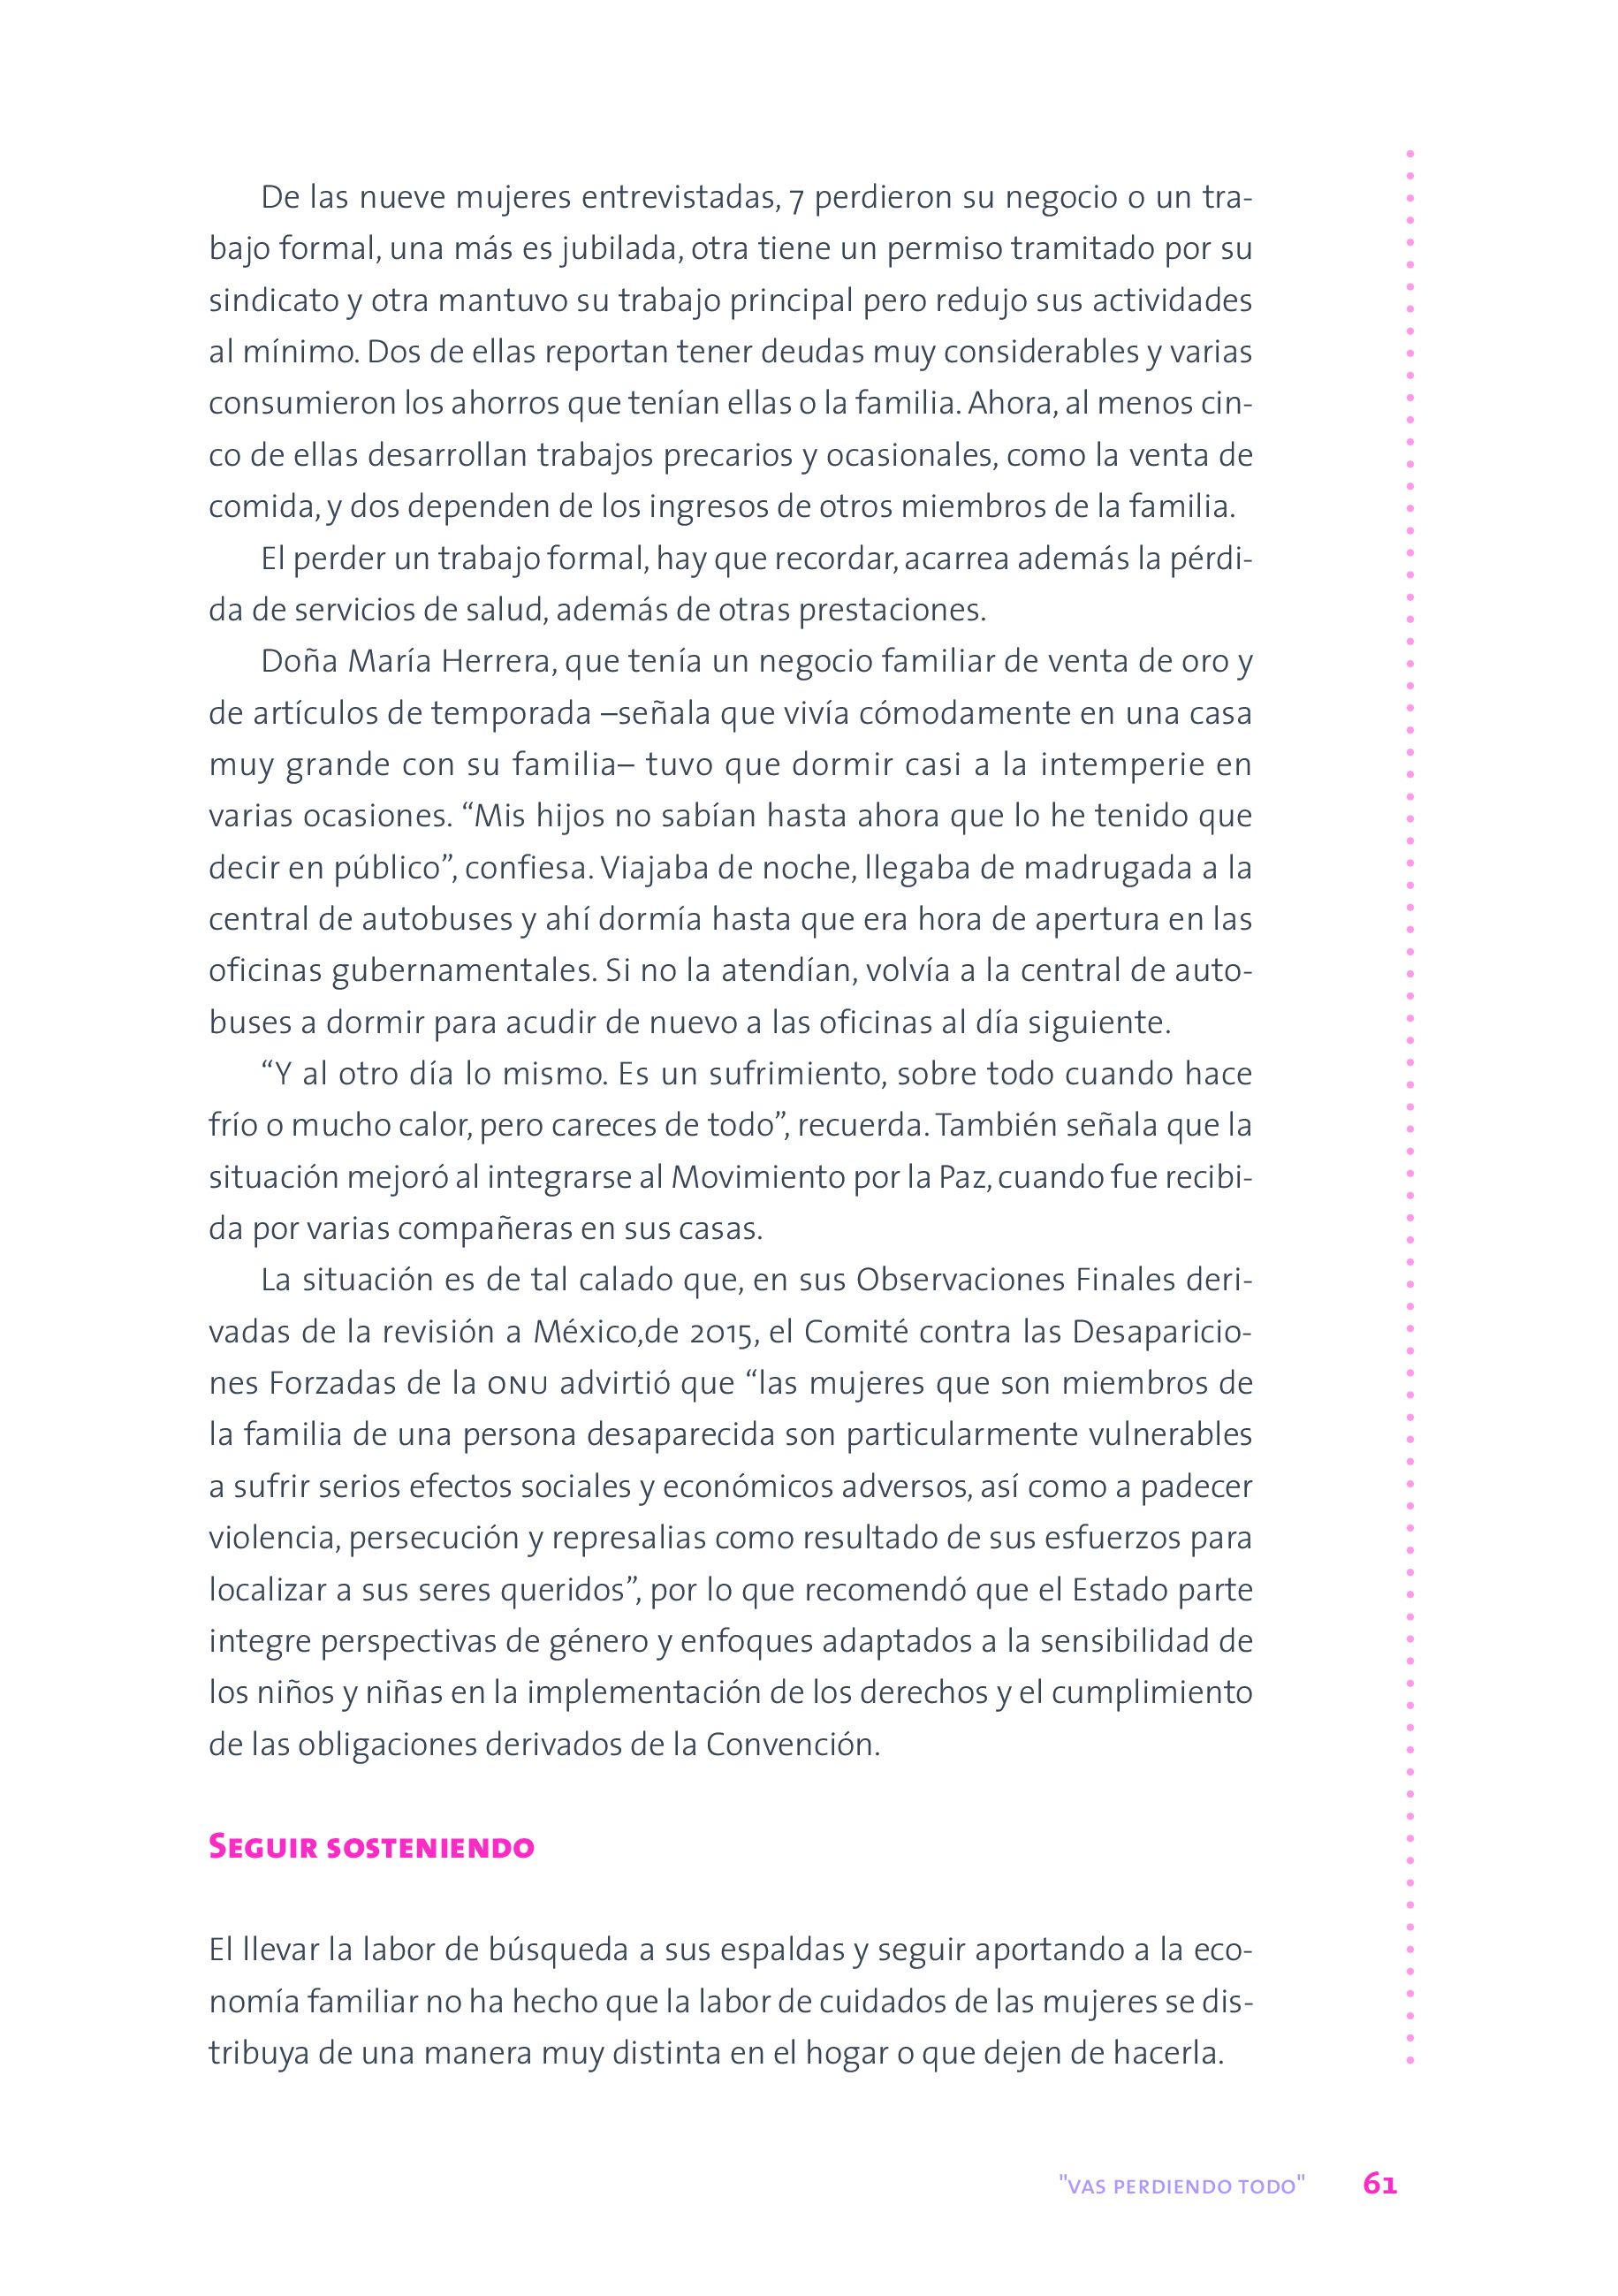 De las nueve mujeres entrevistadas, 7 perdieron su negocio o un tra-
bajo formal, una más es jubilada, otra tiene un permiso tramitado por su
sindicato y otra mantuvo su trabajo principal pero redujo sus actividades
al mínimo. Dos de ellas reportan tener deudas muy considerables y varias
consumieron los ahorros que tenían ellas o la familia. Ahora, al menos cin-
co de ellas desarrollan trabajos precarios y ocasionales, como la venta de
comida, y dos dependen de los ingresos de otros miembros de la familia.
El perder un trabajo formal, hay que recordar, acarrea además la pérdi-
da de servicios de salud, además de otras prestaciones.
Doña María Herrera, que tenía un negocio familiar de venta de oro y
de artículos de temporada –señala que vivía cómodamente en una casa
muy grande con su familia– tuvo que dormir casi a la intemperie en
varias ocasiones. “Mis hijos no sabían hasta ahora que lo he tenido que
decir en público”, confiesa. Viajaba de noche, llegaba de madrugada a la
central de autobuses y ahí dormía hasta que era hora de apertura en las
oficinas gubernamentales. Si no la atendían, volvía a la central de auto-
buses a dormir para acudir de nuevo a las oficinas al día siguiente.
“Y al otro día lo mismo. Es un sufrimiento, sobre todo cuando hace
frío o mucho calor, pero careces de todo”, recuerda. También señala que la
situación mejoró al integrarse al Movimiento por la Paz, cuando fue recibi-
da por varias compañeras en sus casas.
La situación es de tal calado que, en sus Observaciones Finales deri-
vadas de la revisión a México,de 2015, el Comité contra las Desaparicio-
nes Forzadas de la ONU advirtió que “las mujeres que son miembros de
la familia de una persona desaparecida son particularmente vulnerables
a sufrir serios efectos sociales y económicos adversos, así como a padecer
violencia, persecución y represalias como resultado de sus esfuerzos para
localizar a sus seres queridos”, por lo que recomendó que el Estado parte
integre perspectivas de género y enfoques adaptados a la sensibilidad de
los niños y niñas en la implementación de los derechos y el cumplimiento
de las obligaciones derivados de la Convención.
Seguir sosteniendo
El llevar la labor de búsqueda a sus espaldas y seguir aportando a la eco-
nomía familiar no ha hecho que la labor de cuidados de las mujeres se dis-
tribuya de una manera muy distinta en el hogar o que dejen de hacerla.
"VAS PERDIENDO TODO" 61